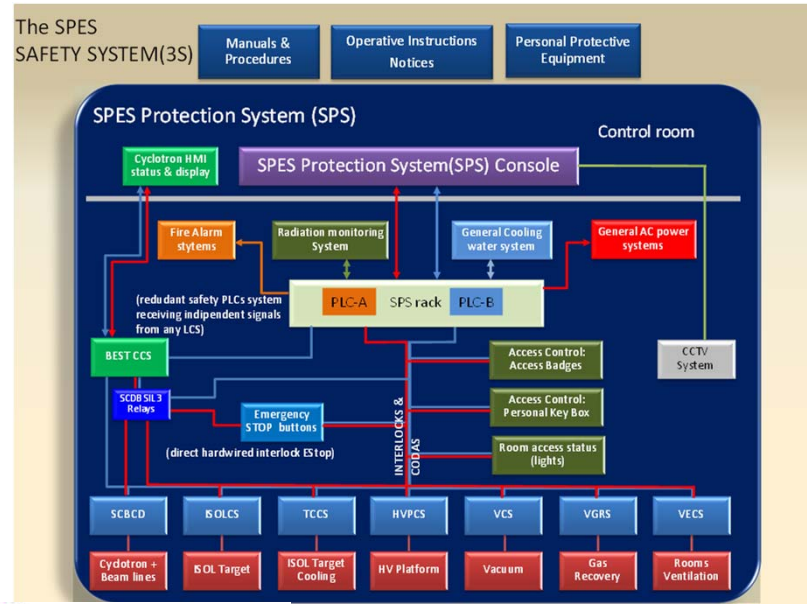 The SPES
SAFETY SYSTEM(3S)
Manuals &
Procedures
Operative Instructions
Notices
Personal Protective
Equipment
SPES Protection System (SPS)
Control room
Cyclotron HMI
status & display
SPES Protection System(SPS) Console
Fire Alarm
stytems
Radiation monitoring
System
General Cooling
water system
General AC power
systems
PLC-A
SPS rack
PLC-B
(redudant safety PLCs system
receiving indipendent signals
from any LCS)
BEST CCS
Access Control:
Access Badges
CCTV
System
SCDB SIL3
Relays
Emergency
STOP buttons
Access Control:
Personal Key Box
(direct hardwired interlock EStop)
INTERLOCKS &
CODAS
Room access status
(lights)
SCBCD
ISOLCS
TCCS
HVPCS
VCS
VGRS
VECS
Cyclotron +
Beam lines
ISOL Target
ISOL Target
Cooling
HV Platform
Vacuum
Gas
Recovery
Rooms
Ventilation